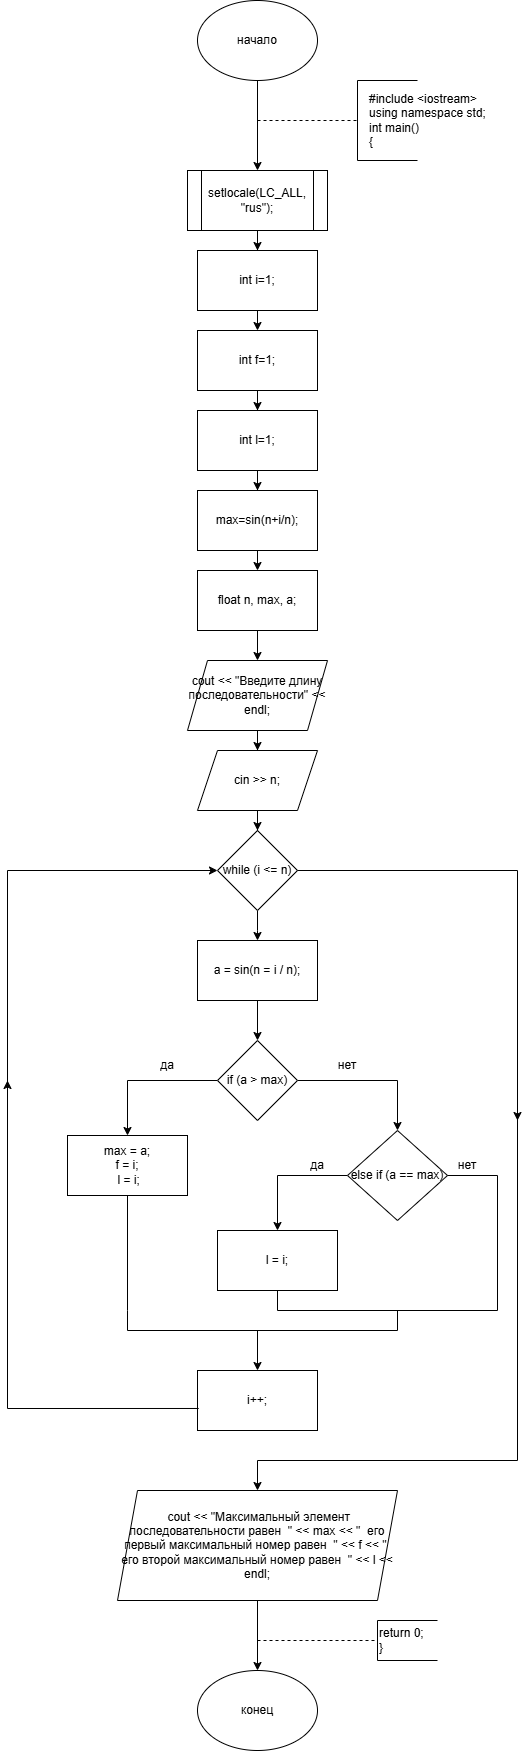 начало
#include <iostream>
using namespace std;
int main()
{
setlocale(LC_ALL,
"rus");
int i=1;
int f=1;
int l=1;
max=sin(n+i/n);
float n, max, a;
cout << "Введите длину
последовательности" <<
endl;
cin >> n;
while (i <= n)
a = sin(n = i / n);
if (a > max)
да
нет
max = a;
f = i;
l = i;
else if (a == max)
да
нет
l = i;
i++;
cout << "Максимальный элемент
последовательности равен " << max << " его
первый максимальный номер равен " << f << "
его второй максимальный номер равен " << l <<
endl;
return 0;
}
конец